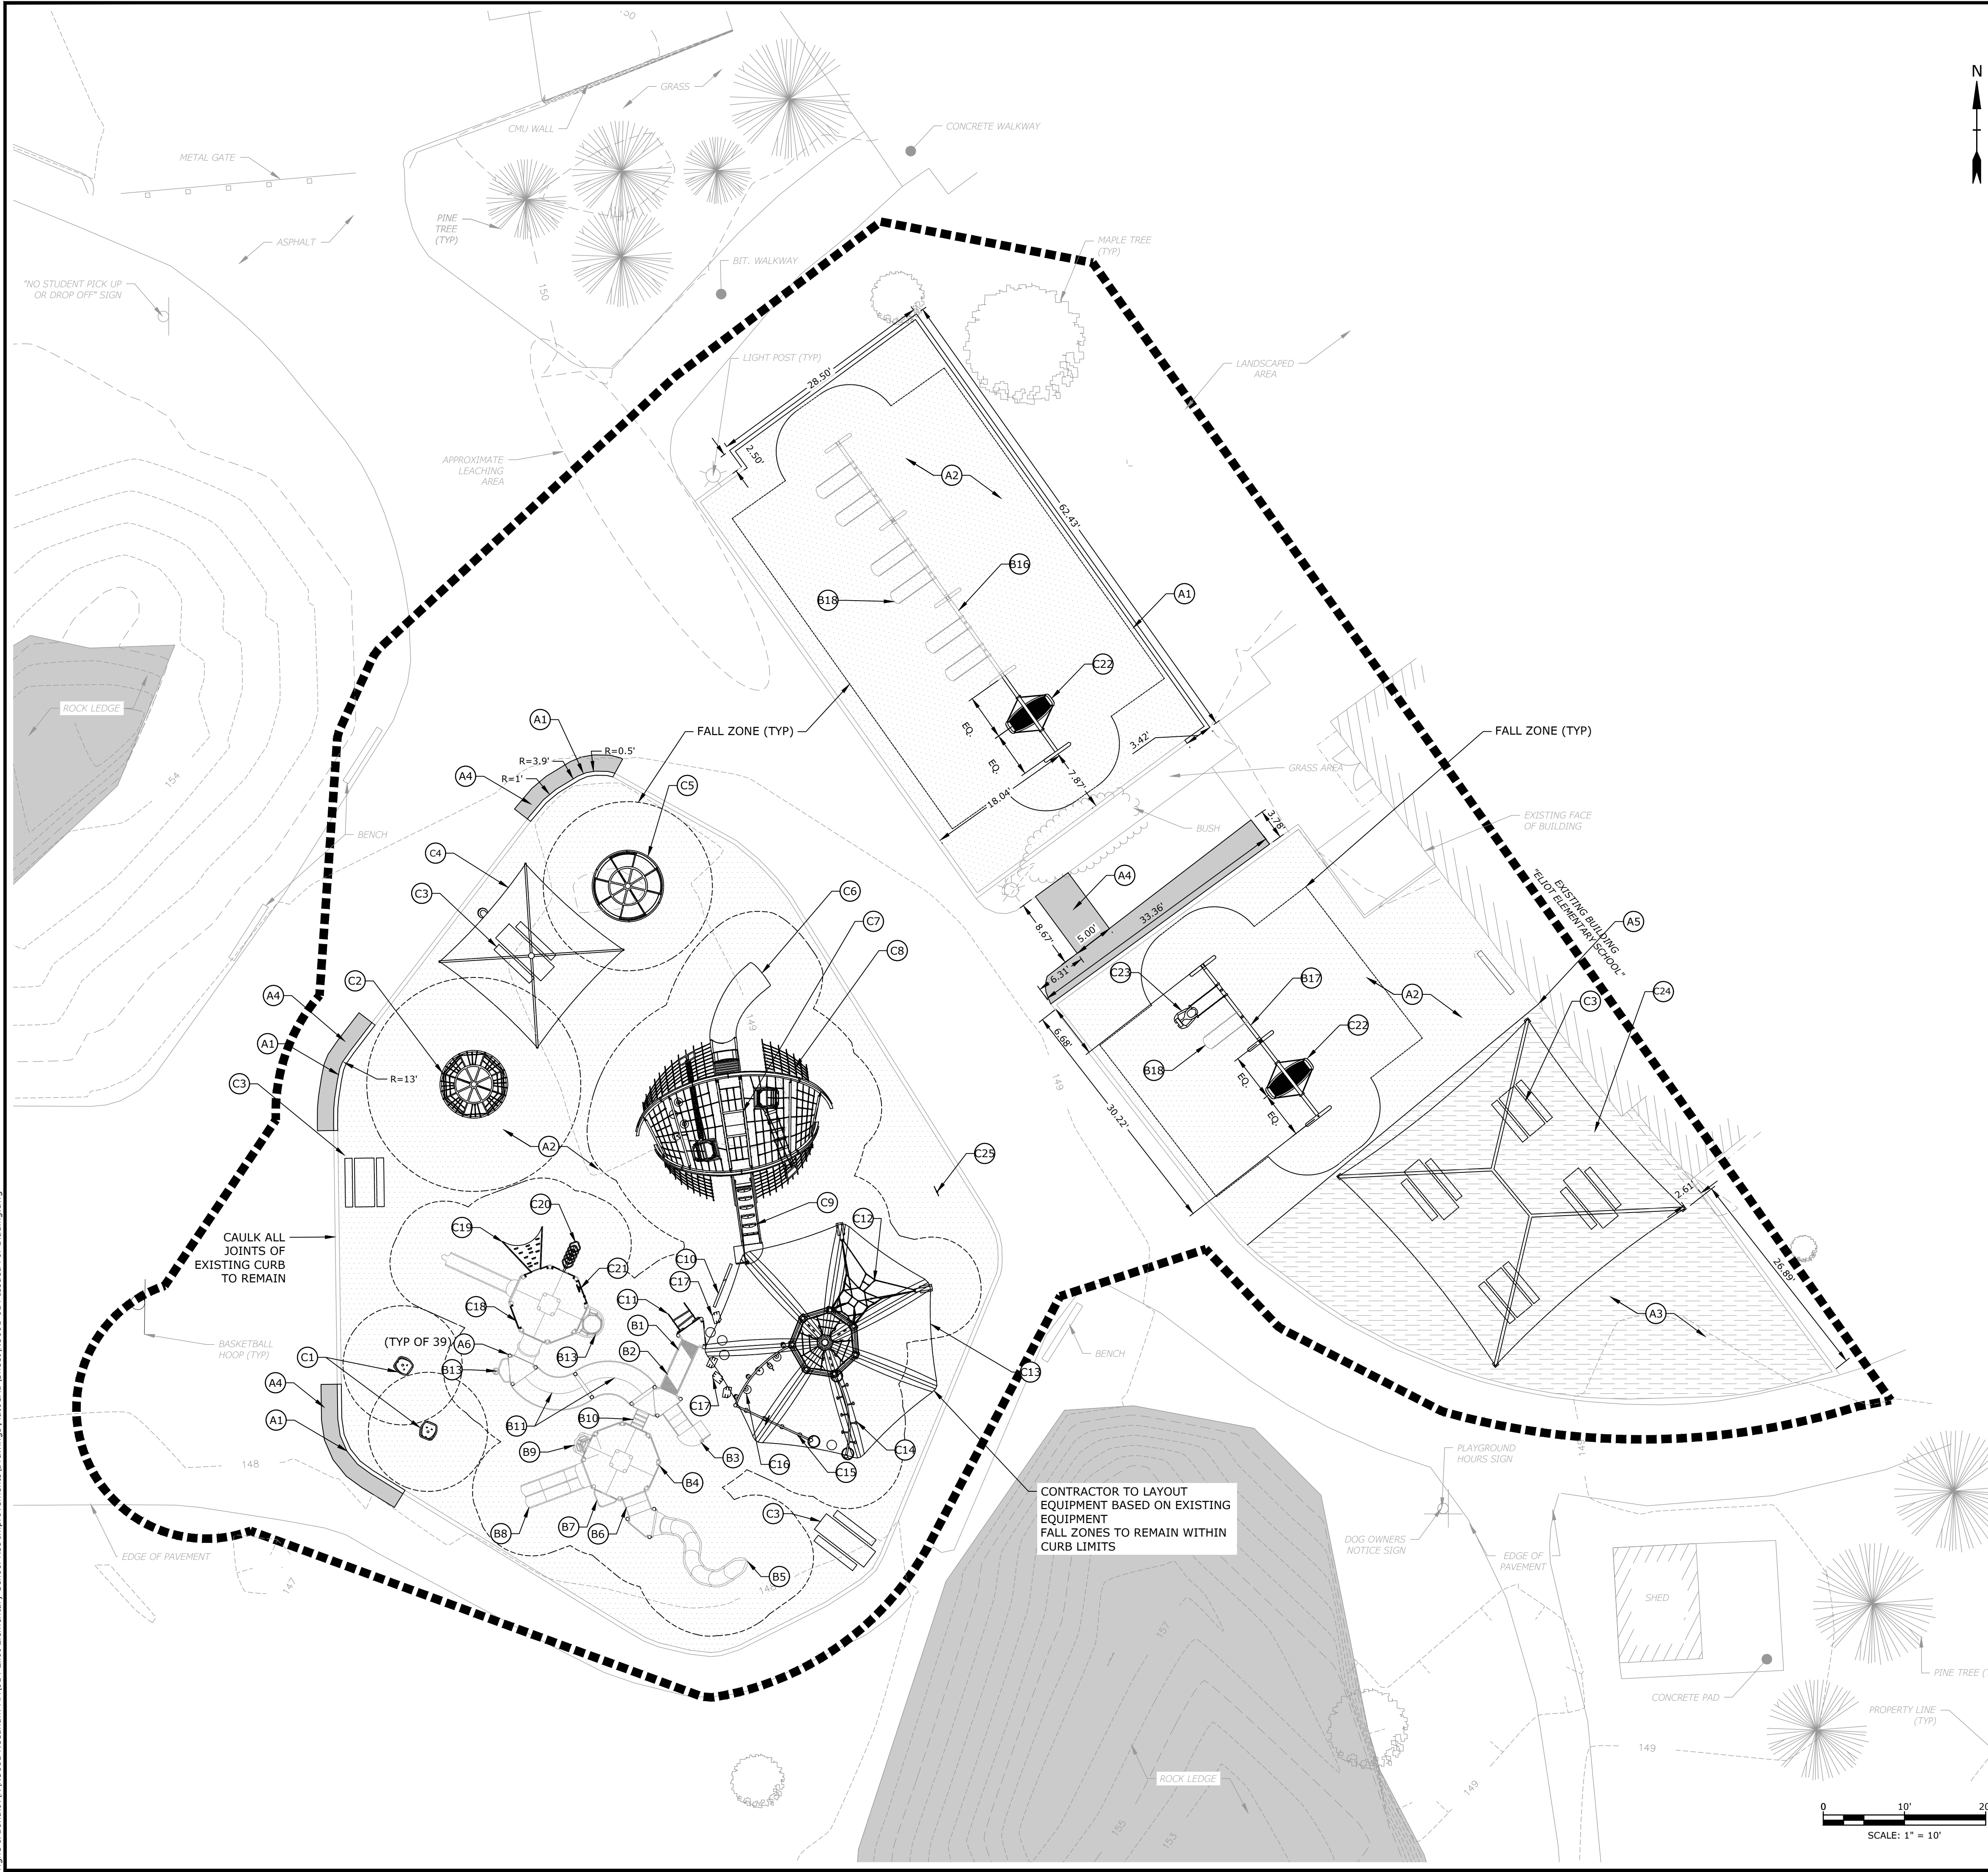 150
N
GRASS
CMU WALL
CONCRETE WALKWAY
METAL GATE
PINE
TREE
(TYP)
ASPHALT
MAPLE TREE
(TYP)
BIT. WALKWAY
"NO STUDENT PICK UP
OR DROP OFF" SIGN
150
LIGHT POST (TYP)
LANDSCAPED
AREA
28.50'
2.50'
APPROXIMATE
LEACHING
AREA
A2
62.43'
B16
B18
A1
C22
ROCK LEDGE
154
A1
FALL ZONE (TYP)
FALL ZONE (TYP)
EQ.
EQ.
3.42'
R=0.5'
R=3.9'
R=1'
A4
C5
7.87'
18.04'
GRASS AREA
BENCH
BUSH
3.78'
EXISTING FACE
OF BUILDING
C4
C3
C6
C7
C8
A4
33.36'
5.00'
8.67'
6.31'
EXISTING BUILDING
"ELIOT ELEMENTARY SCHOOL"
A5
C2
A4
A1
C3
R=13'
149
C23
B17
A2
C3
C24
6.68'
C22
B18
EQ.
EQ.
149
30.22'
A2
C25
2.61'
26.89'
C20
C19
C9
C12
CAULK ALL
JOINTS OF
EXISTING CURB
TO REMAIN
C21
C10
C17
C11
C18
B1
A3
BASKETBALL
HOOP (TYP)
(TYP OF 39)
A6
B2
C1
B13
B13
BENCH
C13
A4
A1
B11
B10
C17
B9
B3
C16
C15
C14
B4
148
PLAYGROUND
HOURS SIGN
149
CONTRACTOR TO LAYOUT
EQUIPMENT BASED ON EXISTING
EQUIPMENT
FALL ZONES TO REMAIN WITHIN
CURB LIMITS
C3
B8
B7
B6
B5
148
EDGE OF PAVEMENT
147
DOG OWNERS
NOTICE SIGN
EDGE OF
PAVEMENT
SHED
157
PINE TREE (
CONCRETE PAD
PROPERTY LINE
(TYP)
149
149
ROCK LEDGE
155
153
0 10' 20
SCALE: 1" = 10'